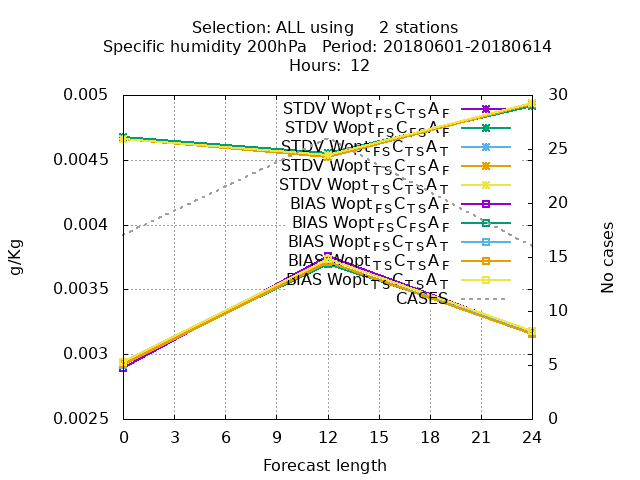 Selection: ALL using 2 stations
Specific humidity 200hPa Period: 20180601-20180614
Hours: 12
0.005
0.0045
0.004
0.0035
0.003
0.0025
g/Kg
STDV Wopt_FS C_TS A_F
STDV Wopt_FS C_FS A_F
STDV Wopt_FS C_TS A_T
STDV Wopt_TS C_TS A_F
STDV Wopt_TS C_TS A_T
BIAS Wopt_FS C_TS A_F
BIAS Wopt_FS C_FS A_F
BIAS Wopt_FS C_TS A_T
BIAS Wopt_TS C_TS A_F
BIAS Wopt_TS C_TS A_T
CASES
30
25
20
15
10
5
0
No cases
0 3 6 9 12 15 18 21 24
Forecast length